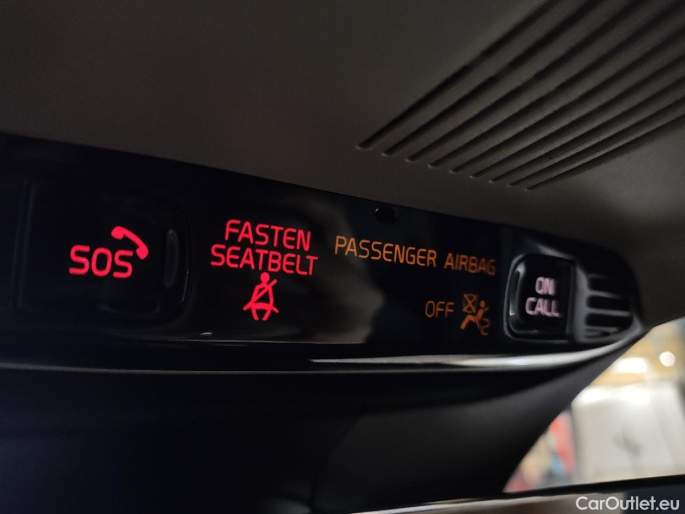 SOS
FASTEN
SEATBELT
PASSENGER AIRBAG
OFF
ON
CALL
CarOutlet.eu